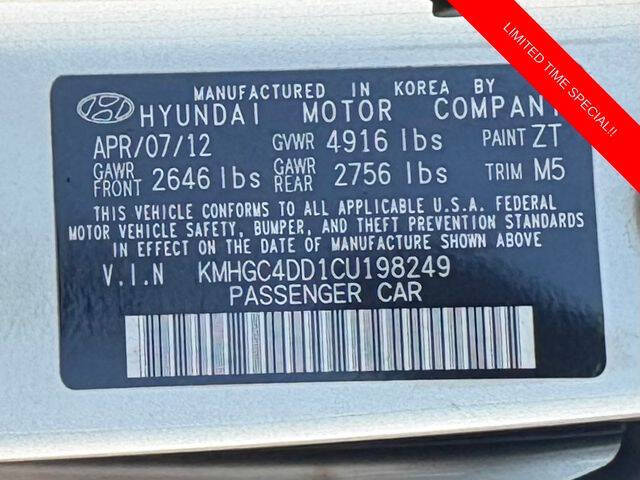 LIMITED TIME SPECIAL!!
MANUFACTURED IN KOREA BY
HYUNDAI MOTOR COMPANY
APR/07/12 GVWR 4916 lbs PAINT ZT
GAWR FRONT 2646 lbs GAWR REAR 2756 lbs TRIM M5
THIS VEHICLE CONFORMS TO ALL APPLICABLE U.S.A. FEDERAL
MOTOR VEHICLE SAFETY, BUMPER, AND THEFT PREVENTION STANDARDS
IN EFFECT ON THE DATE OF MANUFACTURE SHOWN ABOVE
V.I.N KMHGC4DD1CU198249
PASSENGER CAR